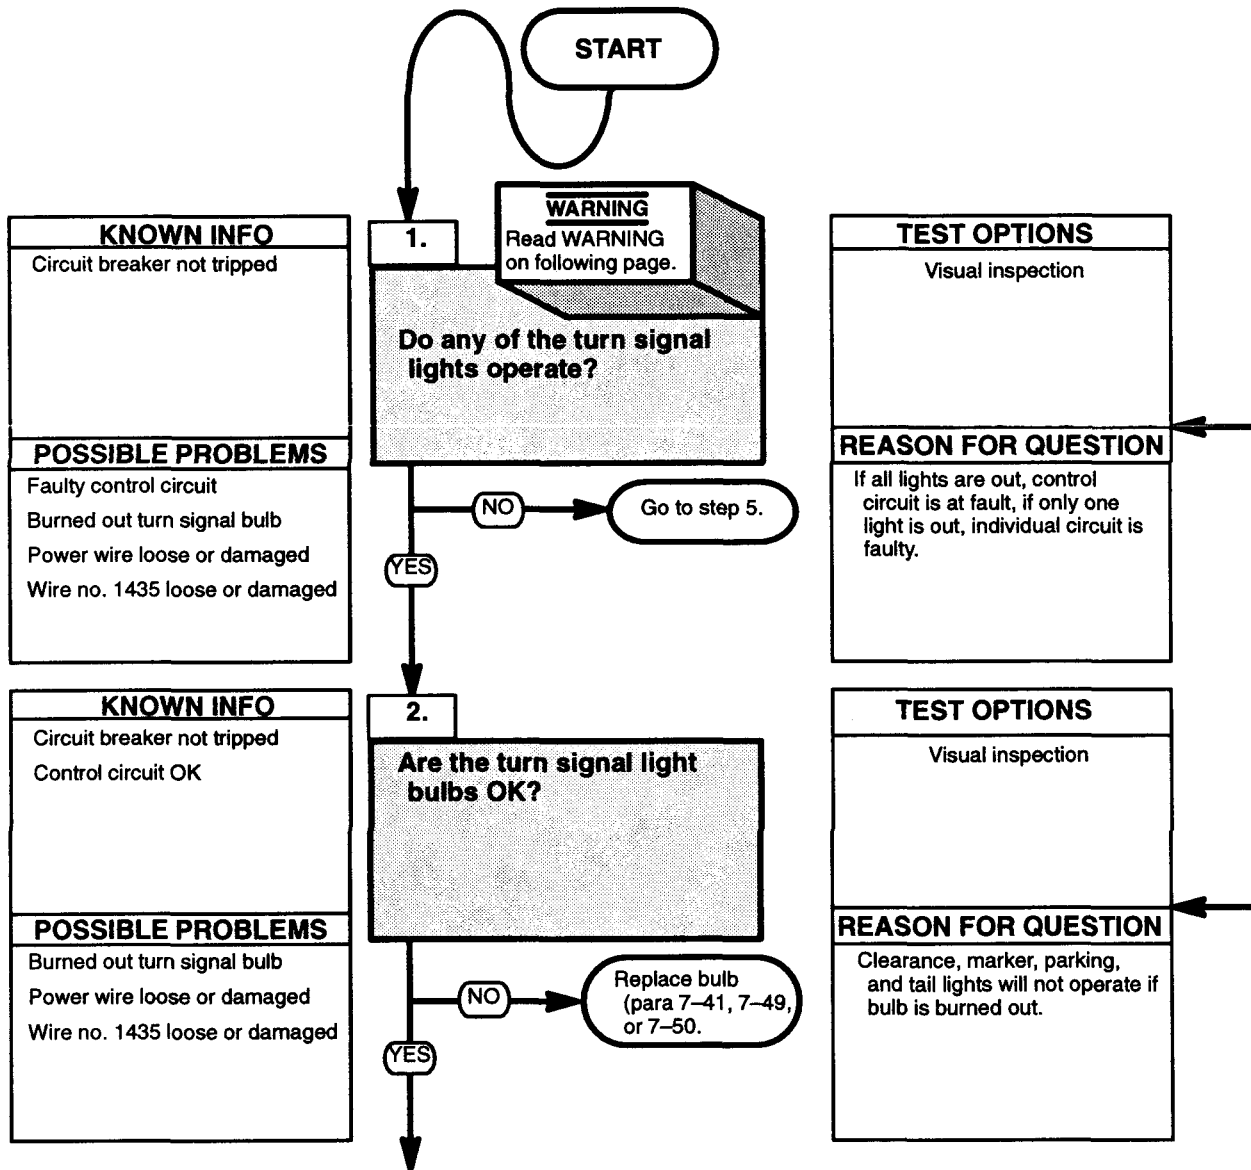 START
WARNING
Read WARNING
on following page.
KNOWN INFO
Circuit breaker not tripped
POSSIBLE PROBLEMS
Faulty control circuit
Burned out turn signal bulb
Power wire loose or damaged
Wire no. 1435 loose or damaged
1.
Do any of the turn signal
lights operate?
NO
Go to step 5.
YES
TEST OPTIONS
Visual inspection
REASON FOR QUESTION
If all lights are out, control
circuit is at fault, if only one
light is out, individual circuit is
faulty.
KNOWN INFO
Circuit breaker not tripped
Control circuit OK
POSSIBLE PROBLEMS
Burned out turn signal bulb
Power wire loose or damaged
Wire no. 1435 loose or damaged
2.
Are the turn signal light
bulbs OK?
NO
Replace bulb
(para 7–41, 7–49,
or 7–50.
YES
TEST OPTIONS
Visual inspection
REASON FOR QUESTION
Clearance, marker, parking,
and tail lights will not operate if
bulb is burned out.